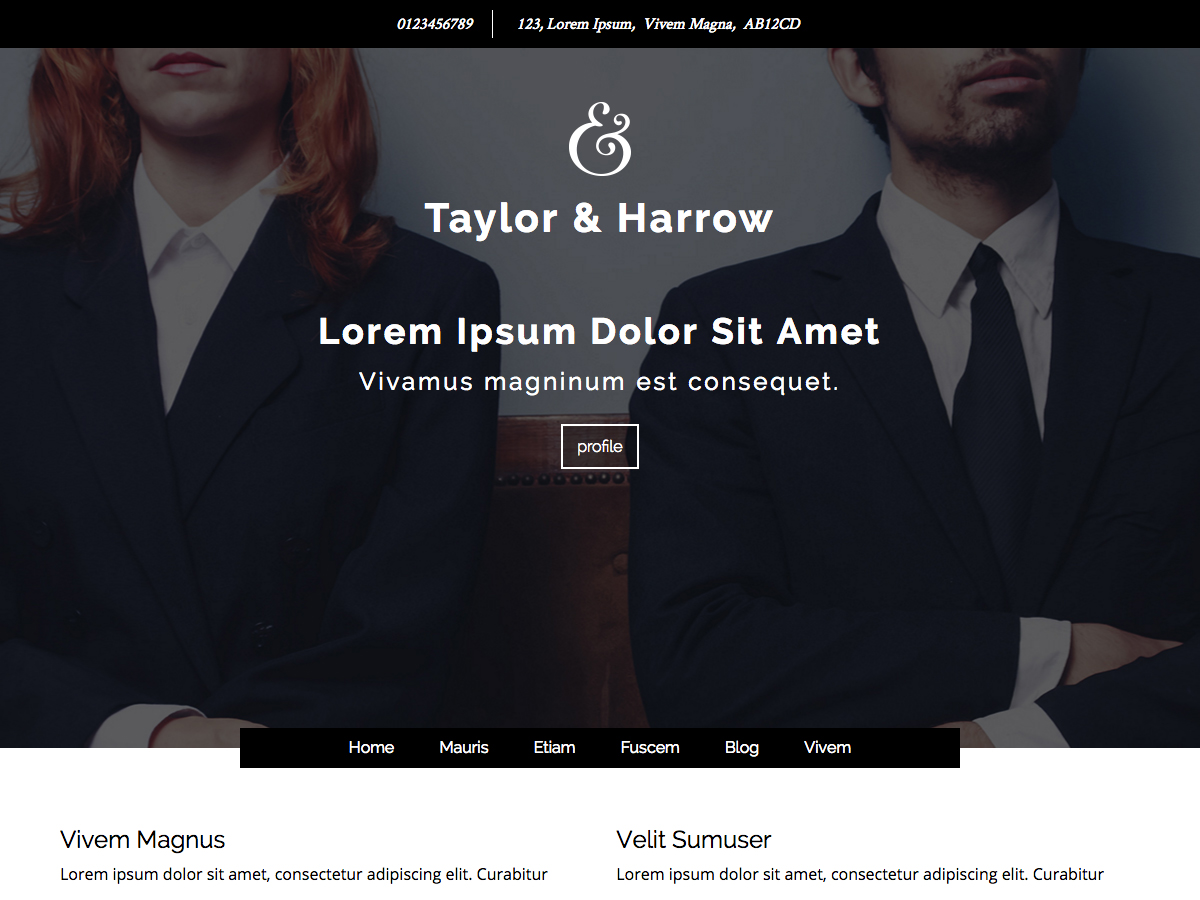 0123456789 123, Lorem Ipsum, Vivem Magna, AB12CD
&
Taylor & Harrow
Lorem Ipsum Dolor Sit Amet
Vivamus magninum est consequet.
profile
Home Mauris Etiam Fuscem Blog Vivem
Vivem Magnus
Lorem ipsum dolor sit amet, consectetur adipiscing elit. Curabitur
Velit Sumuser
Lorem ipsum dolor sit amet, consectetur adipiscing elit. Curabitur